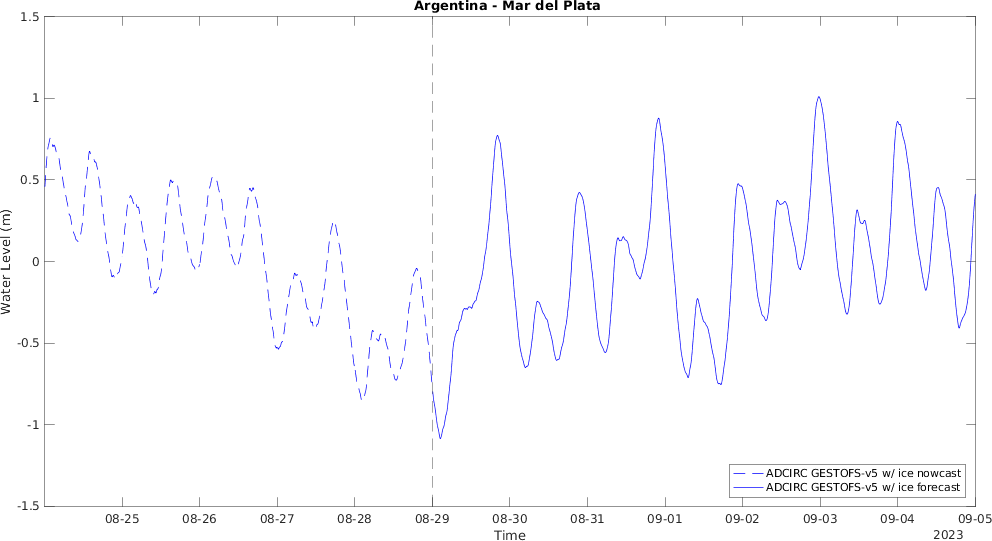 Argentina - Mar del Plata
1.5
1
0.5
0
-0.5
-1
-1.5
Water Level (m)
ADCIRC GESTOFS-v5 w/ ice nowcast
ADCIRC GESTOFS-v5 w/ ice forecast
08-25 08-26 08-27 08-28 08-29 08-30 08-31 09-01 09-02 09-03 09-04 09-05
Time
2023